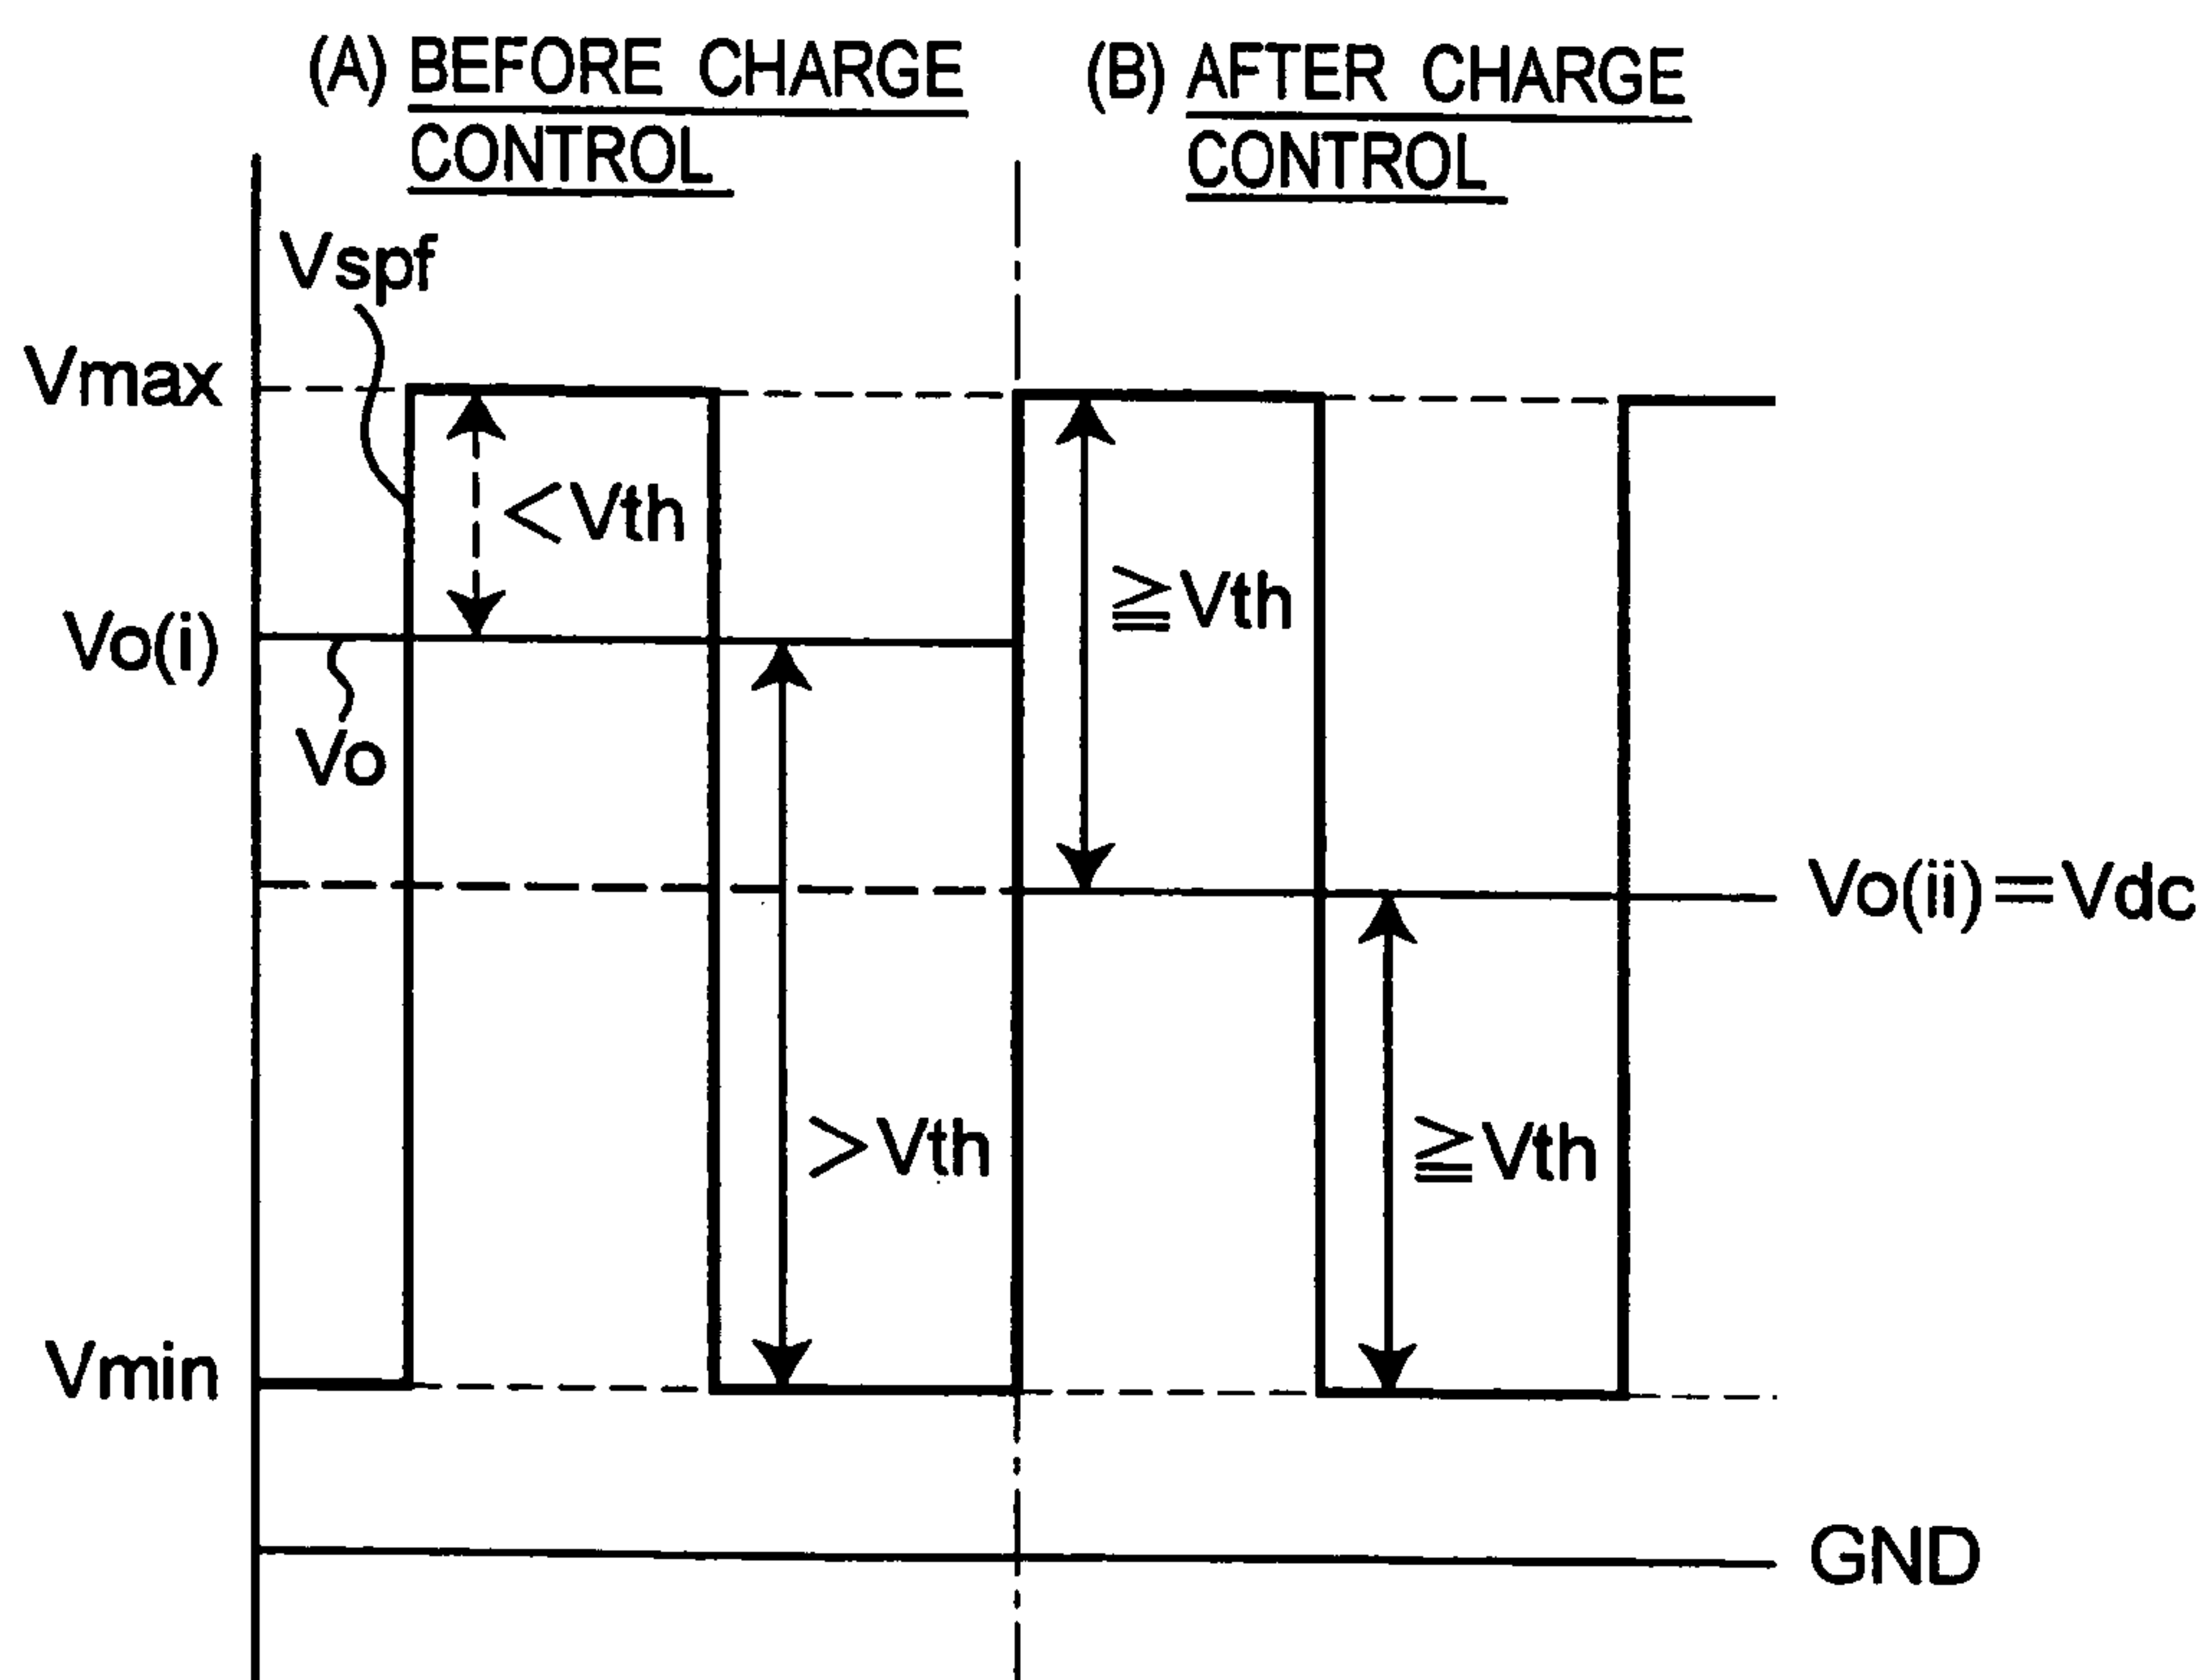 (A) BEFORE CHARGE
CONTROL
(B) AFTER CHARGE
CONTROL
Vspf
Vmax
<Vth
≧Vth
Vo(i)
Vo
Vo(ii)=Vdc
>Vth
≧Vth
Vmin
GND